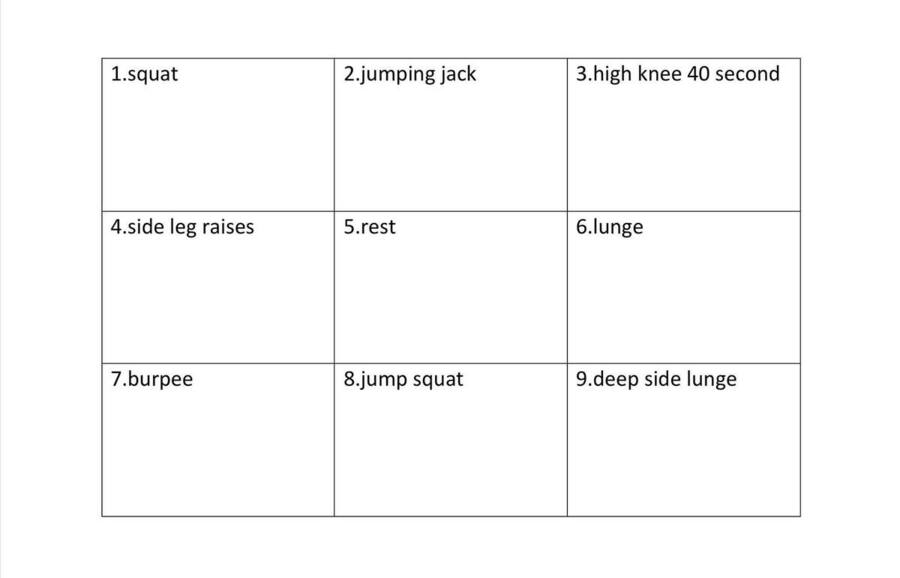 1.squat
2.jumping jack
3.high knee 40 second
4.side leg raises
5.rest
6.lunge
7.burpee
8.jump squat
9.deep side lunge